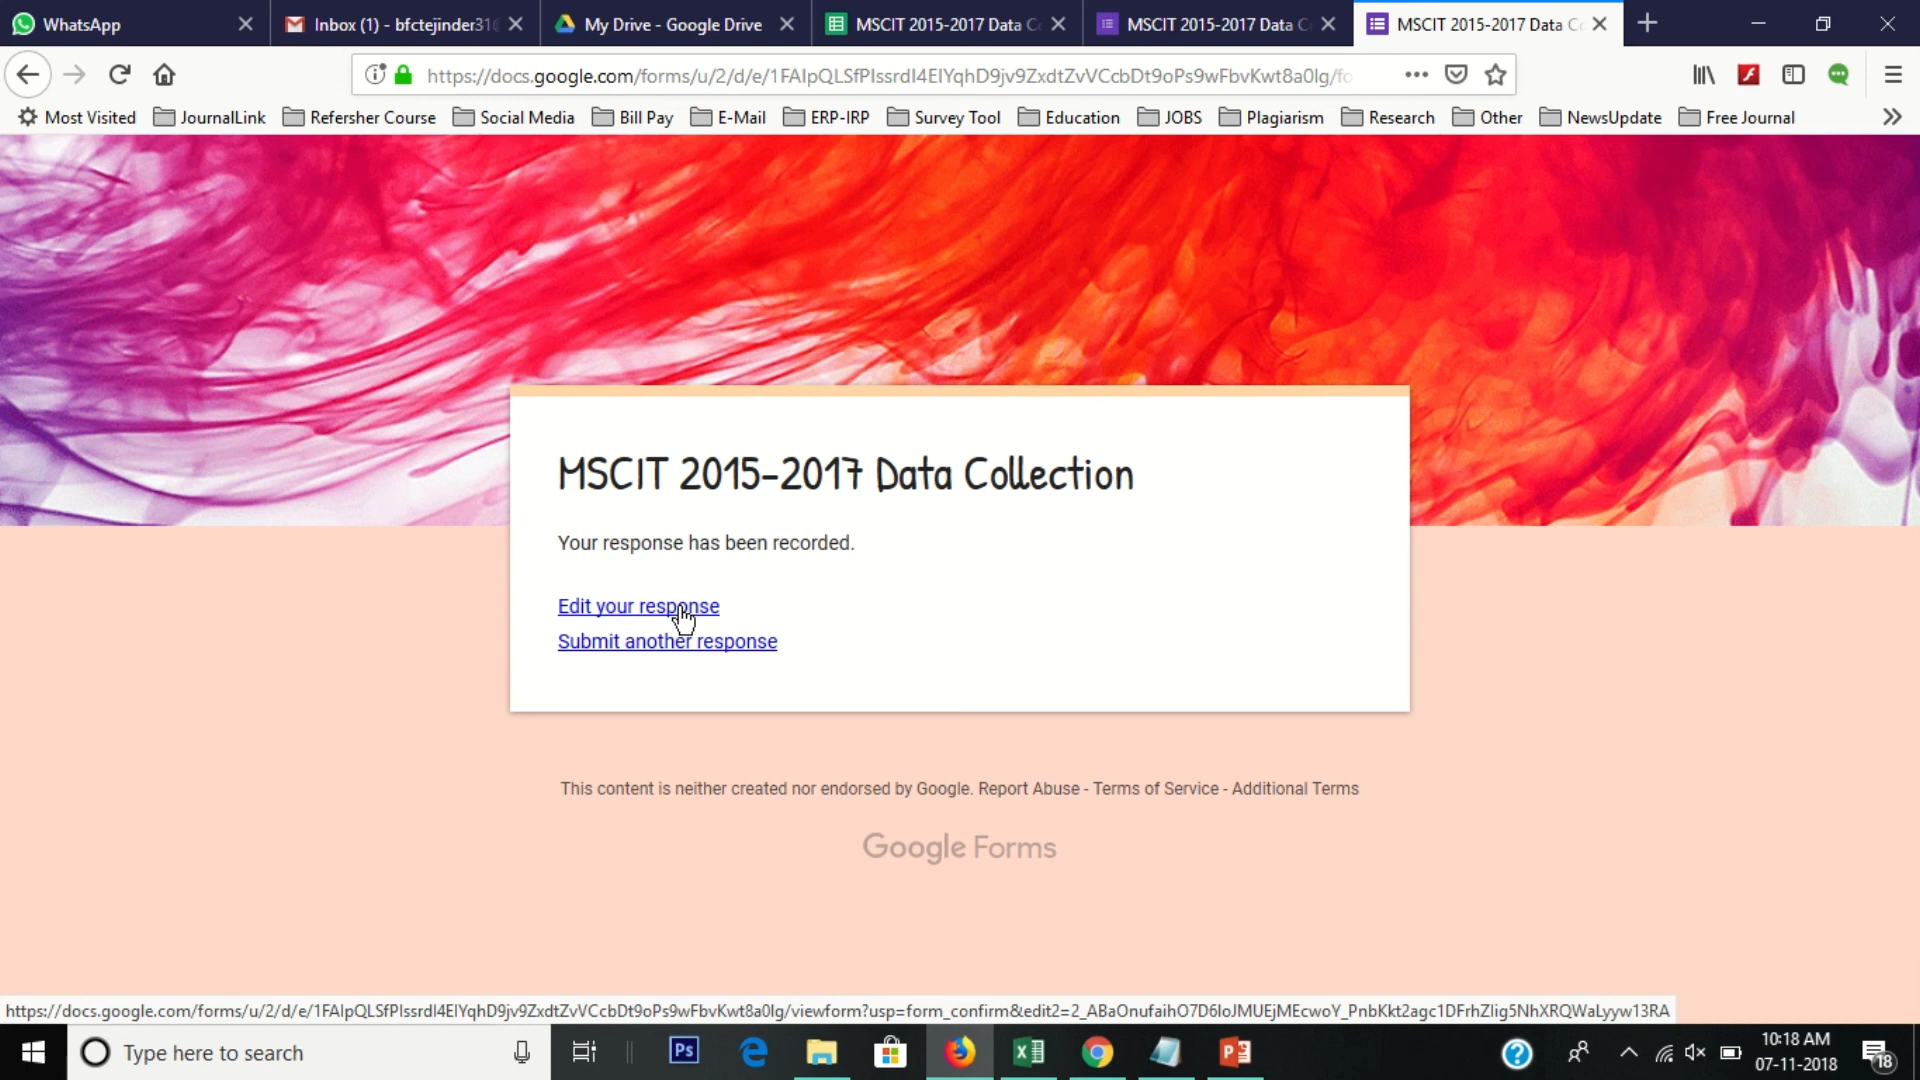 WhatsApp
Inbox (1) - bfctejinder31
My Drive - Google Drive
MSCIT 2015-2017 Data C
MSCIT 2015-2017 Data C
MSCIT 2015-2017 Data C
https://docs.google.com/forms/u/2/d/e/1FAIpQLSfPIssrdI4EIYqhD9jv9ZxdtZvVCcbDt9oPs9wFbvKwt8a0Ig/fo
Most Visited JournalLink Refersher Course Social Media Bill Pay E-Mail ERP-IRP Survey Tool Education JOBS Plagiarism Research Other NewsUpdate Free Journal
MSCIT 2015-2017 Data Collection
Your response has been recorded.
Edit your response
Submit another response
This content is neither created nor endorsed by Google. Report Abuse - Terms of Service - Additional Terms
Google Forms
https://docs.google.com/forms/u/2/d/e/1FAIpQLSfPIssrdI4EIYqhD9jv9ZxdtZvVCcbDt9oPs9wFbvKwt8a0Ig/viewform?usp=form_confirm&edit2=2_ABaOnufaihO7D6IoJMUEjMEcwoY_PnbKkt2agc1DFrhZIig5NhXRQWaLyyw13RA
Type here to search
Ps
10:18 AM
07-11-2018
18